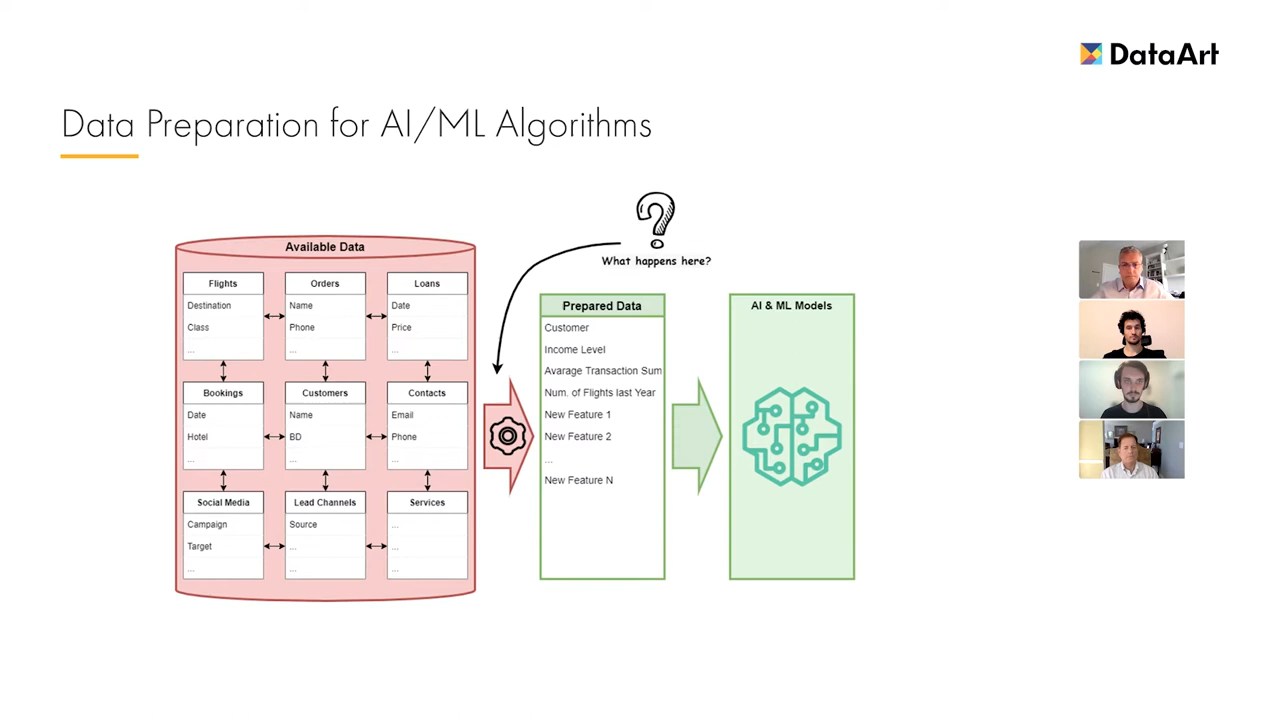 DataArt
Data Preparation for AI/ML Algorithms
What happens here?
Available Data
Flights
Destination
Class
...
Orders
Name
Phone
...
Loans
Date
Price
...
Bookings
Date
Hotel
...
Customers
Name
BD
...
Contacts
Email
Phone
...
Social Media
Campaign
Target
...
Lead Channels
Source
...
...
Services
...
...
...
Prepared Data
Customer
Income Level
Avarage Transaction Sum
Num. of Flights last Year
New Feature 1
New Feature 2
...
New Feature N
AI & ML Models